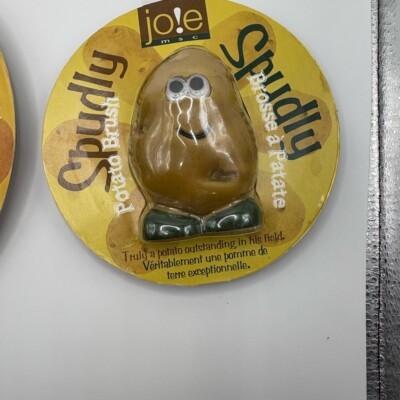 jo!e
msc
Spudly
Potato Brush
Spudly
Brosse à Patate
Truly a potato outstanding in his field.
Véritablement une pomme de
terre exceptionnelle.